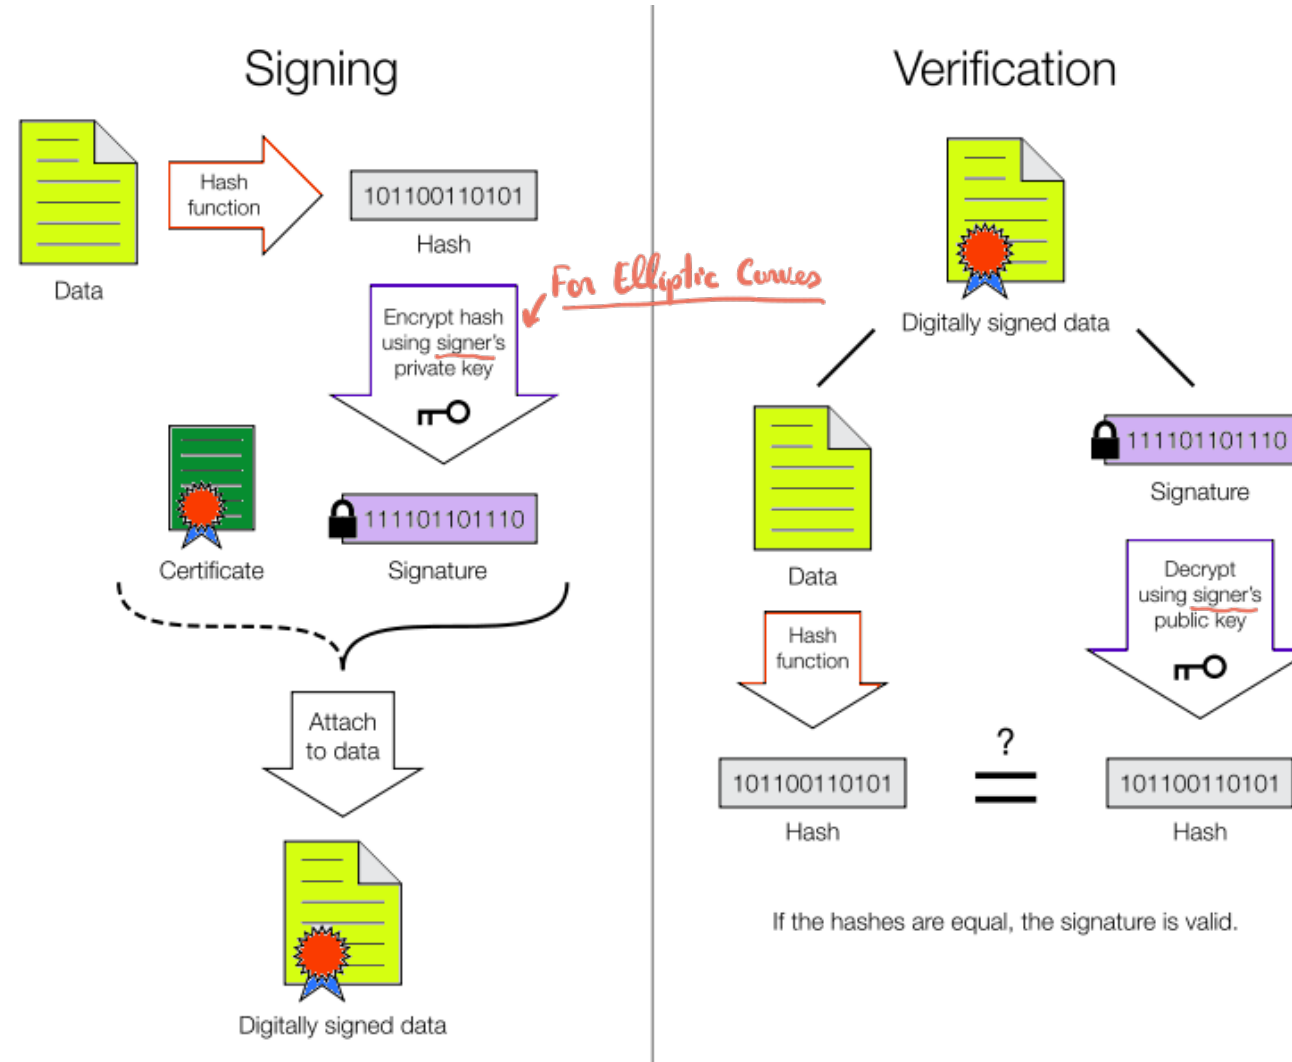 Signing
Hash
function
101100110101
Hash
Data
For Elliptic Curves
Encrypt hash
using signer's
private key
Certificate
111101101110
Signature
Attach
to data
Digitally signed data
Verification
Digitally signed data
Data
111101101110
Signature
Hash
function
Decrypt
using signer's
public key
101100110101
Hash
?
=
101100110101
Hash
If the hashes are equal, the signature is valid.